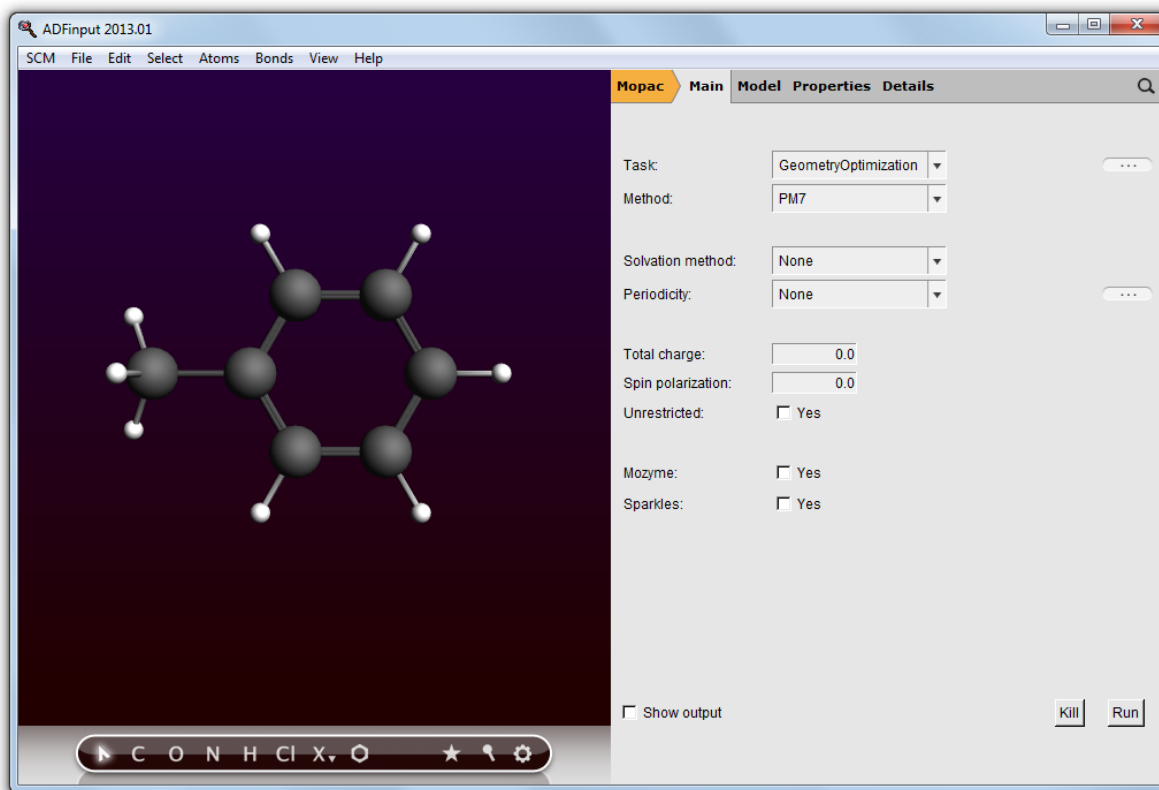 ADFinput 2013.01
SCM File Edit Select Atoms Bonds View Help
Mopac Main Model Properties Details
Task: GeometryOptimization ...
Method: PM7
Solvation method: None
Periodicity: None ...
Total charge: 0.0
Spin polarization: 0.0
Unrestricted: Yes
Mozyme: Yes
Sparkles: Yes
Show output Kill Run
C O N H Cl X